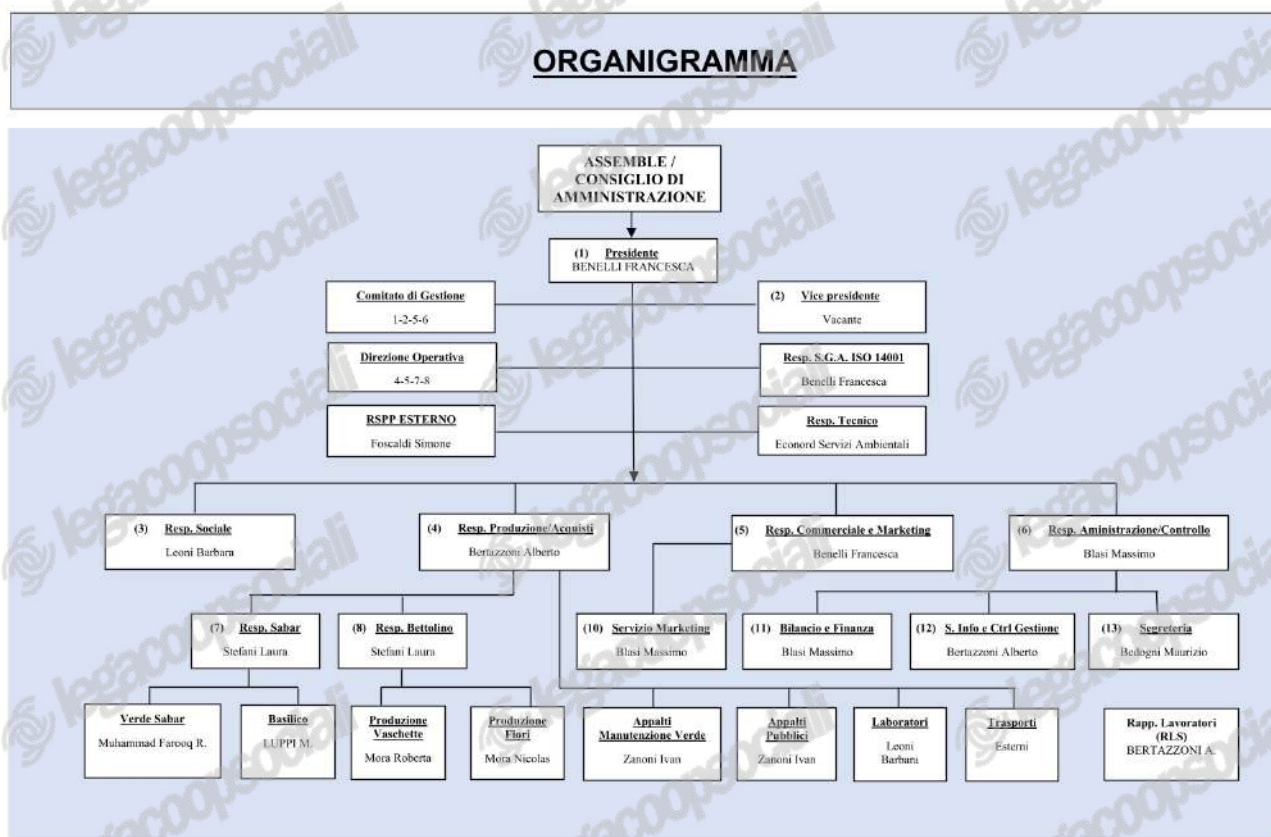 ORGANIGRAMMA
ASSEMBLE /
CONSIGLIO DI
AMMINISTRAZIONE
(1) Presidente
BENELLI FRANCESCA
Comitato di Gestione
1-2-5-6
(2) Vice presidente
Vacante
Direzione Operativa
4-5-7-8
Resp. S.G.A. ISO 14001
Benelli Francesca
RSPP ESTERNO
Foscaldi Simone
Resp. Tecnico
Econord Servizi Ambientali
(3) Resp. Sociale
Leoni Barbara
(4) Resp. Produzione/Acquisti
Bertazzoni Alberto
(5) Resp. Commerciale e Marketing
Benelli Francesca
(6) Resp. Aministrazione/Controllo
Blasi Massimo
(7) Resp. Sabar
Stefani Laura
(8) Resp. Bettolino
Stefani Laura
(10) Servizio Marketing
Blasi Massimo
(11) Bilancio e Finanza
Blasi Massimo
(12) S. Info e Ctrl Gestione
Bertazzoni Alberto
(13) Segreteria
Bedogni Maurizio
Verde Sabar
Muhammad Farooq R.
Basilico
LUPPI M.
Produzione
Vaschette
Mora Roberta
Produzione
Fiori
Mora Nicolas
Appalti
Manutenzione Verde
Zanoni Ivan
Appalti
Pubblici
Zanoni Ivan
Laboratori
Leoni
Barbara
Trasporti
Esterni
Rapp. Lavoratori
(RLS)
BERTAZZONI A.
legacoopsociali